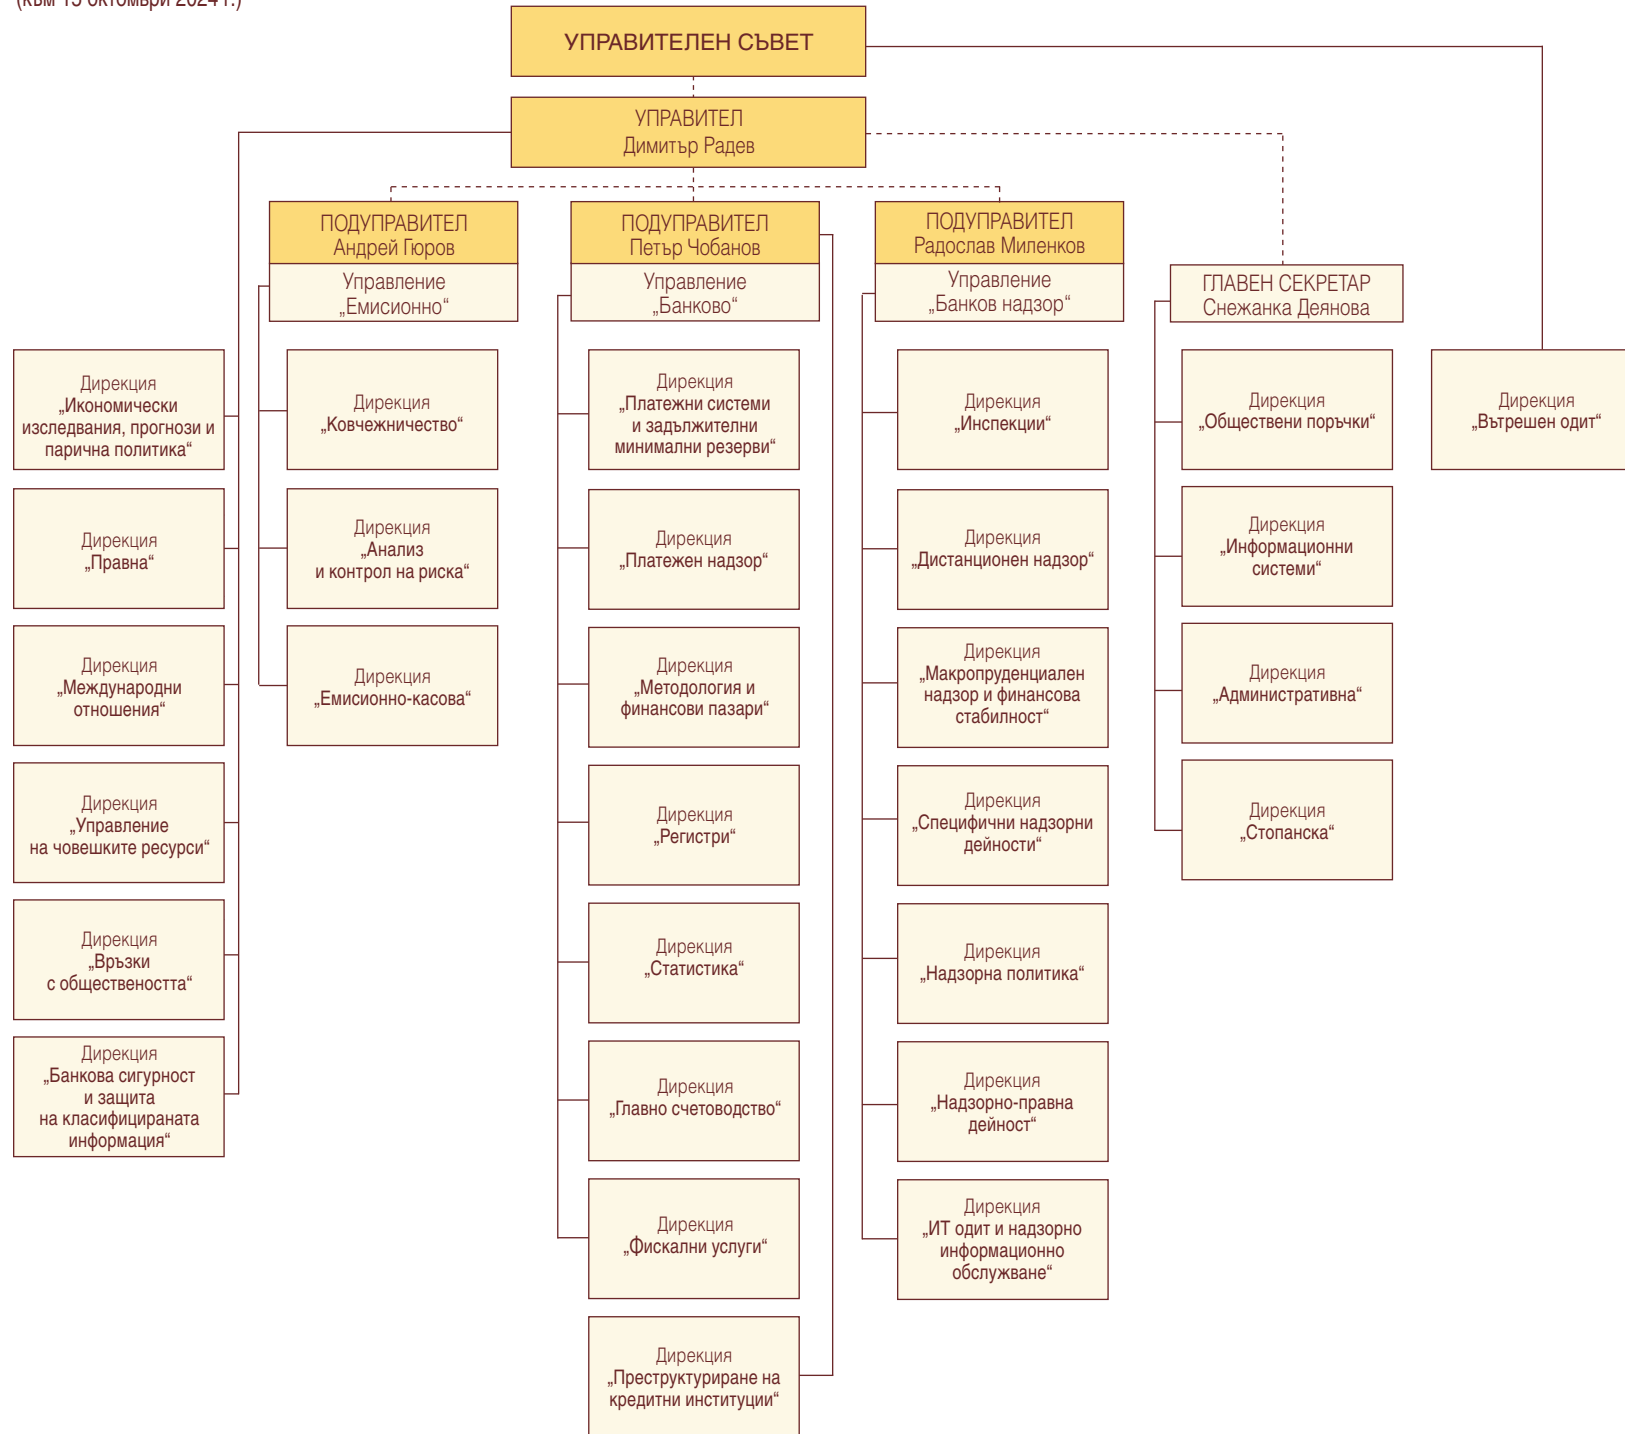 (към 15 октомври 2024 г.)
УПРАВИТЕЛЕН СЪВЕТ
УПРАВИТЕЛ
Димитър Радев
ПОДУПРАВИТЕЛ
Андрей Гюров
Управление
„Емисионно“
ПОДУПРАВИТЕЛ
Петър Чобанов
Управление
„Банково“
ПОДУПРАВИТЕЛ
Радослав Миленков
Управление
„Банков надзор“
ГЛАВЕН СЕКРЕТАР
Снежанка Деянова
Дирекция
„Икономически
изследвания, прогнози и
парична политика“
Дирекция
„Правна“
Дирекция
„Международни
отношения“
Дирекция
„Управление
на човешките ресурси“
Дирекция
„Връзки
с обществеността“
Дирекция
„Банкова сигурност
и защита
на класифицираната
информация“
Дирекция
„Ковчежничество“
Дирекция
„Анализ
и контрол на риска“
Дирекция
„Емисионно-касова“
Дирекция
„Платежни системи
и задължителни
минимални резерви“
Дирекция
„Платежен надзор“
Дирекция
„Методология и
финансови пазари“
Дирекция
„Регистри“
Дирекция
„Статистика“
Дирекция
„Главно счетоводство“
Дирекция
„Фискални услуги“
Дирекция
„Преструктуриране на
кредитни институции“
Дирекция
„Инспекции“
Дирекция
„Дистанционен надзор“
Дирекция
„Макропруденциален
надзор и финансова
стабилност“
Дирекция
„Специфични надзорни
дейности“
Дирекция
„Надзорна политика“
Дирекция
„Надзорно-правна
дейност“
Дирекция
„ИТ одит и надзорно
информационно
обслужване“
Дирекция
„Обществени поръчки“
Дирекция
„Информационни
системи“
Дирекция
„Административна“
Дирекция
„Стопанска“
Дирекция
„Вътрешен одит“